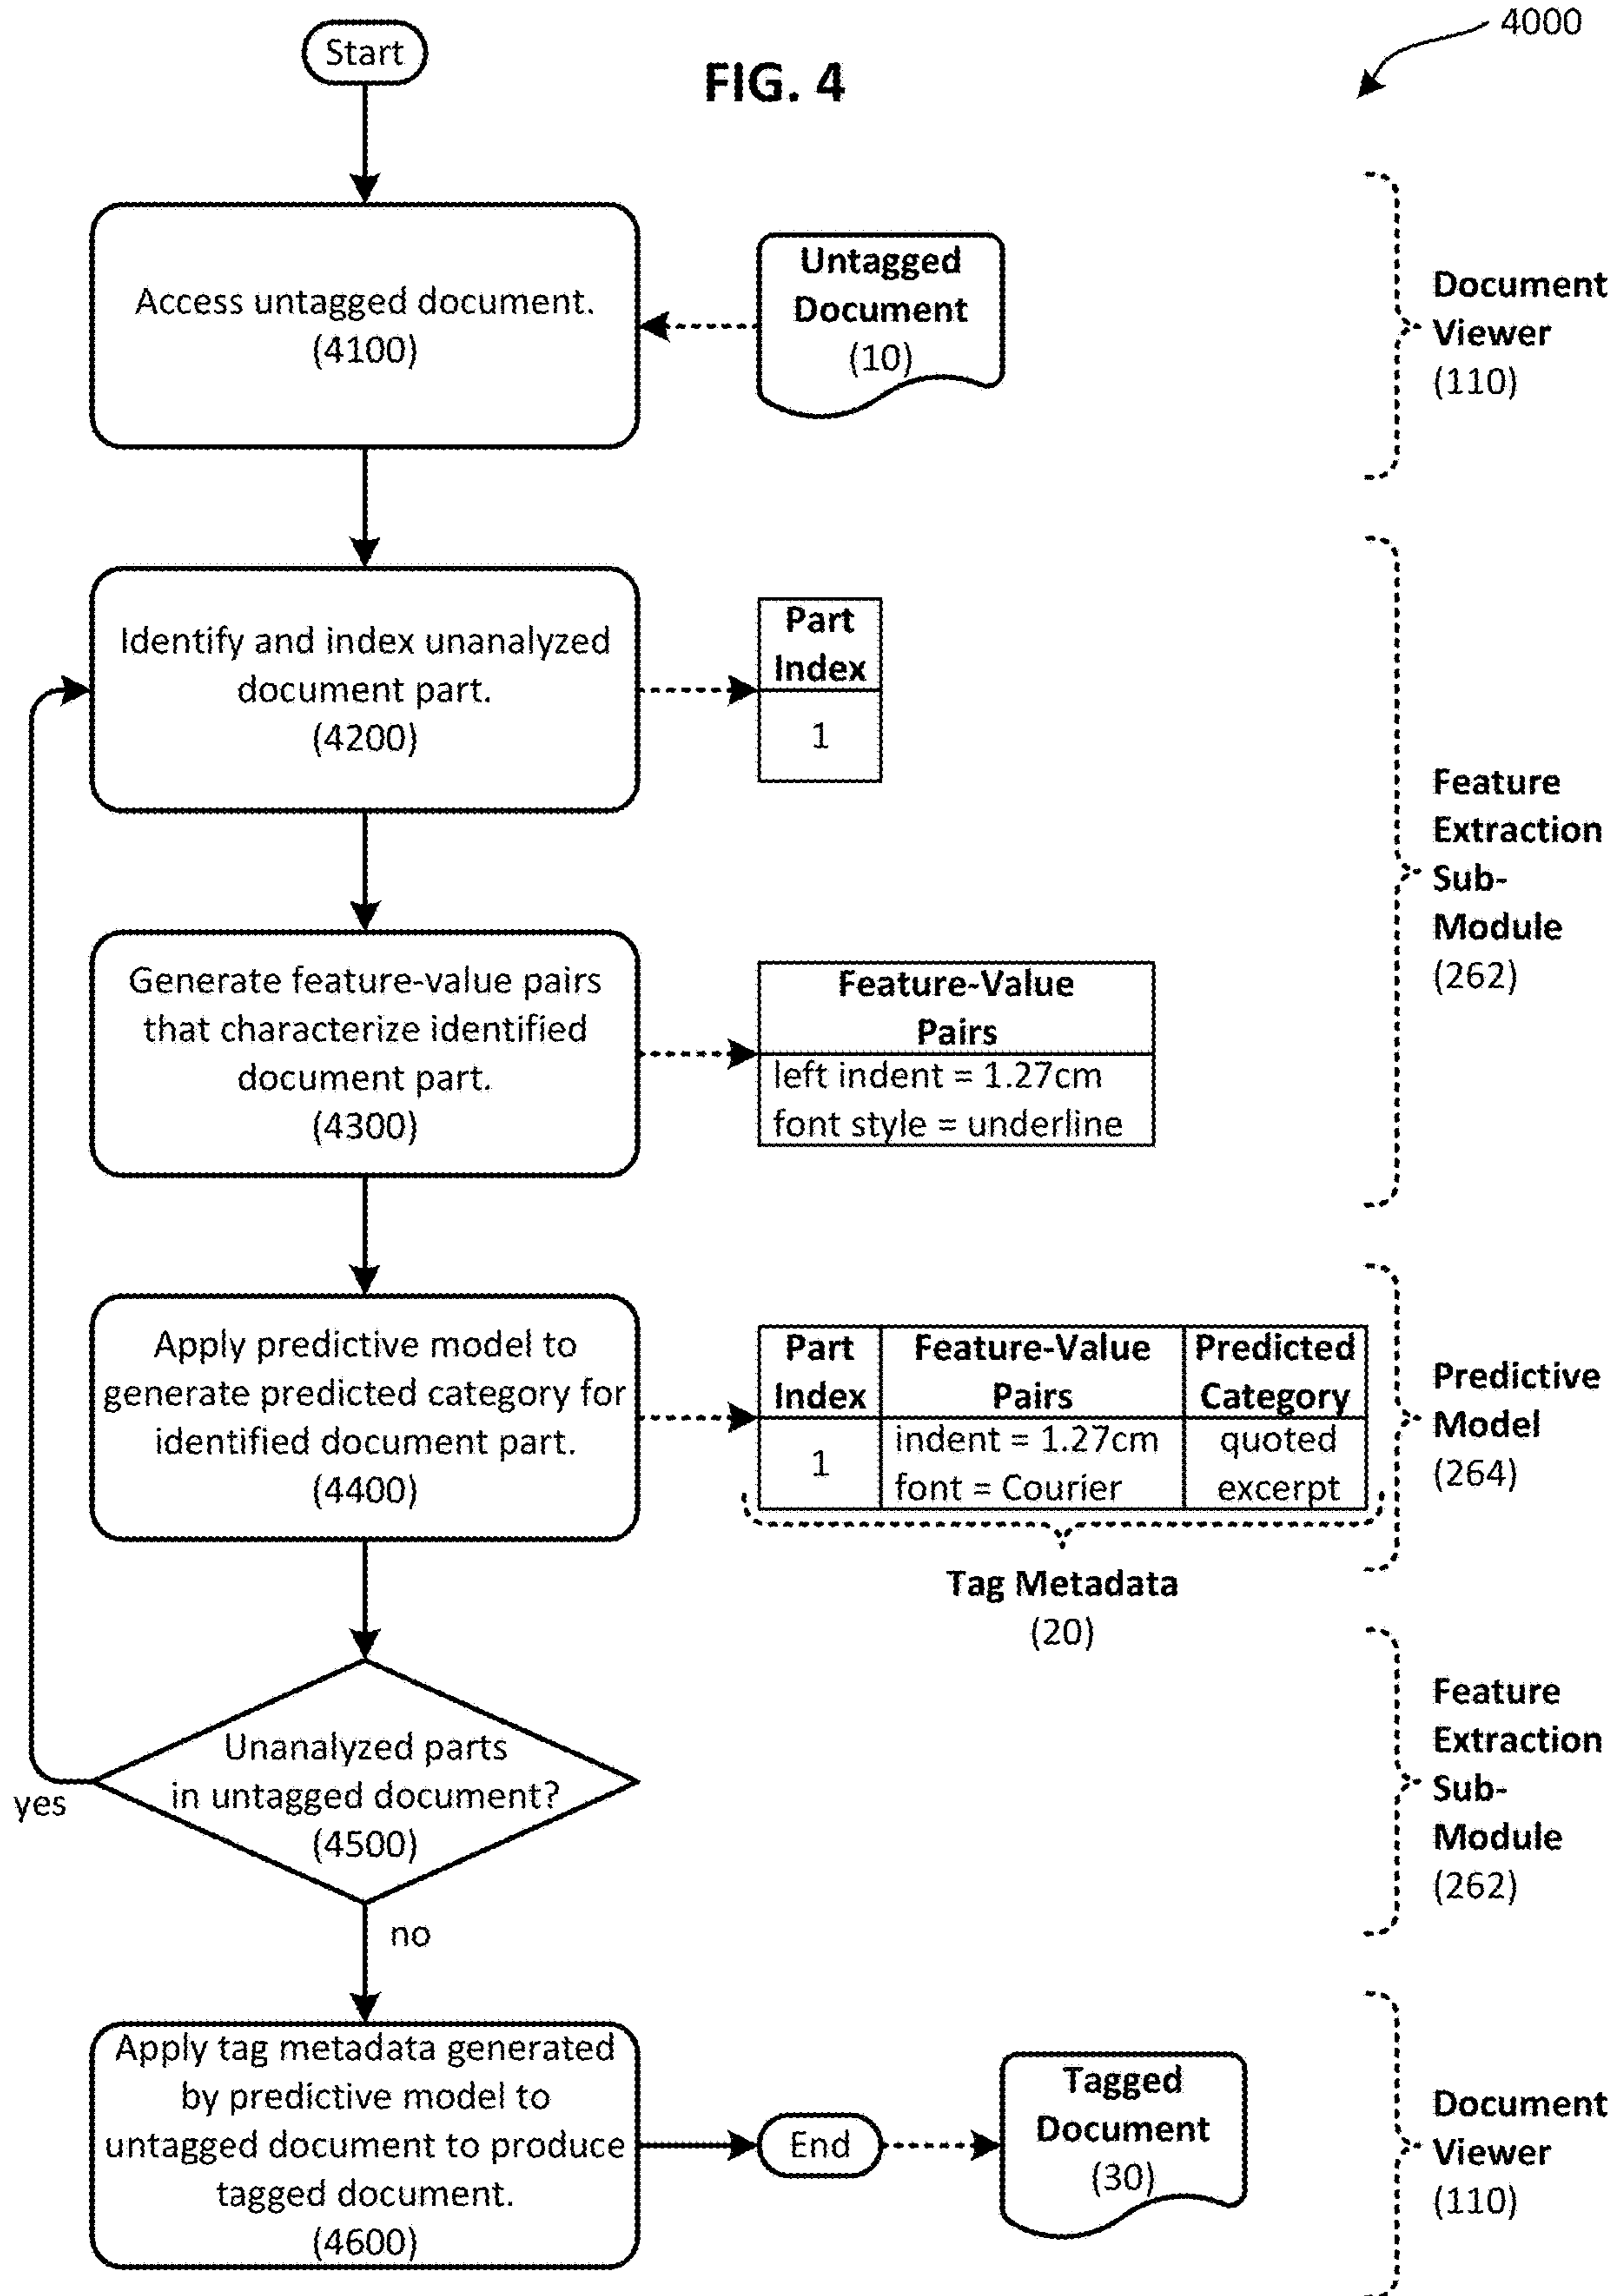 Start
FIG. 4
4000
Access untagged document.
(4100)
Untagged
Document
(10)
Document
Viewer
(110)
Identify and index unanalyzed
document part.
(4200)
Part
Index
1
Feature
Extraction
Sub-
Module
(262)
Generate feature-value pairs
that characterize identified
document part.
(4300)
Feature-Value
Pairs
left indent = 1.27cm
font style = underline
Apply predictive model to
generate predicted category for
identified document part.
(4400)
Part
Index
Feature-Value
Pairs
Predicted
Category
1
indent = 1.27cm
font = Courier
quoted
excerpt
Tag Metadata
(20)
Predictive
Model
(264)
Unanalyzed parts
in untagged document?
(4500)
yes
no
Feature
Extraction
Sub-
Module
(262)
Apply tag metadata generated
by predictive model to
untagged document to produce
tagged document.
(4600)
End
Tagged
Document
(30)
Document
Viewer
(110)